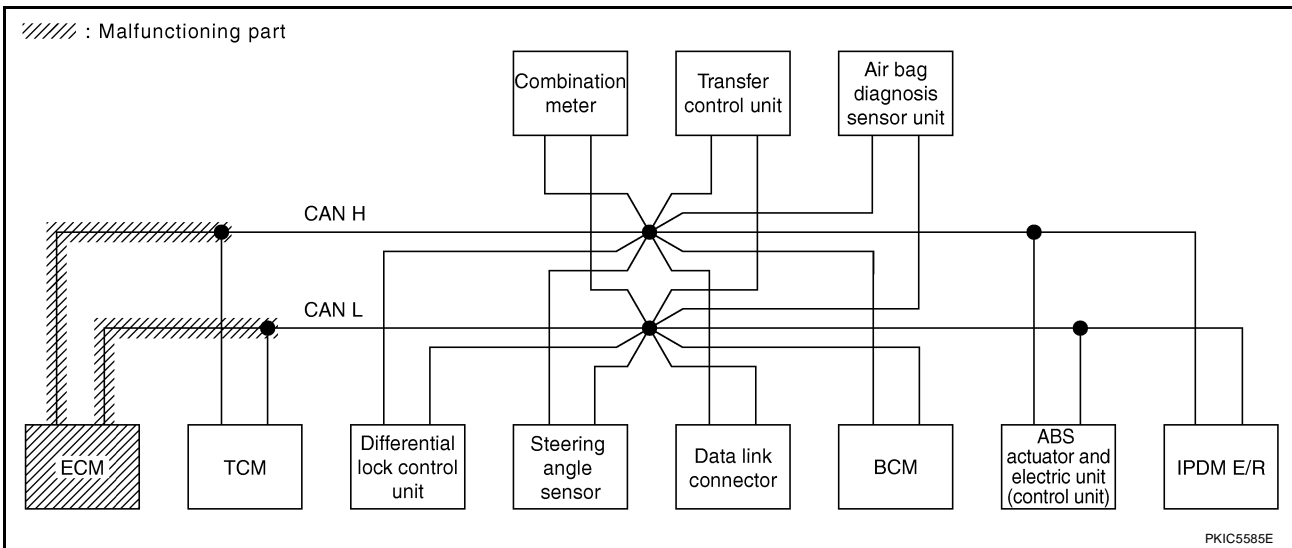 : Malfunctioning part
Combination
meter
Transfer
control unit
Air bag
diagnosis
sensor unit
CAN H
CAN L
ECM
TCM
Differential
lock control
unit
Steering
angle
sensor
Data link
connector
BCM
ABS
actuator and
electric unit
(control unit)
IPDM E/R
PKIC5585E